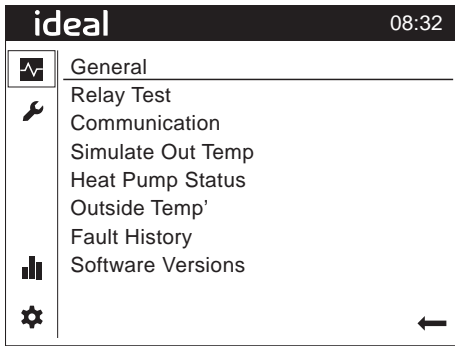 ideal 08:32
General
Relay Test
Communication
Simulate Out Temp
Heat Pump Status
Outside Temp'
Fault History
Software Versions